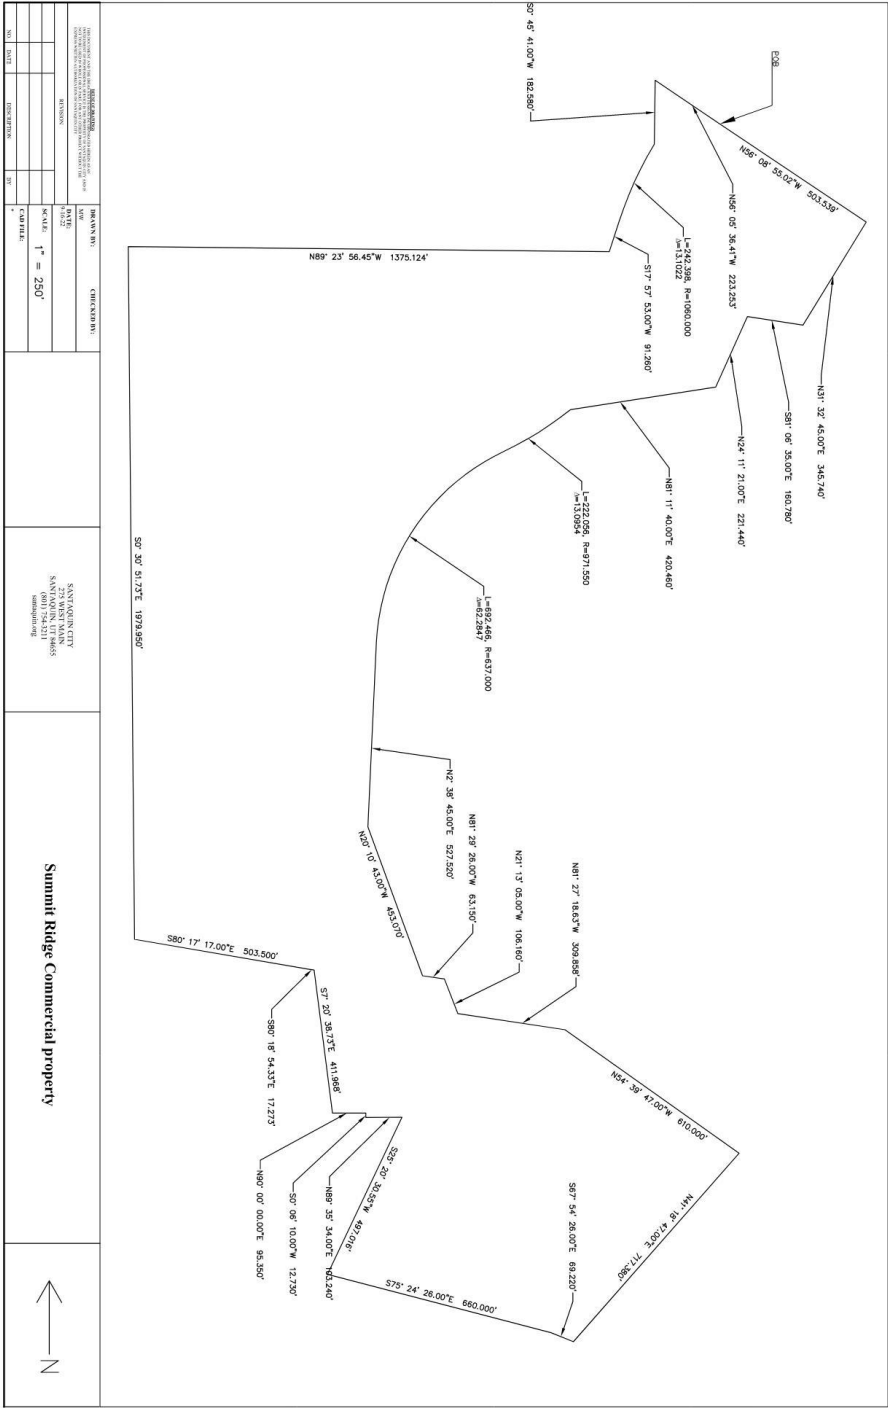 POB
N56° 08' 55.02"W 503.539'
N31° 32' 45.00"E 345.740'
S81° 06' 35.00"E 160.780'
N24° 11' 21.00"E 221.440'
N81° 11' 40.00"E 420.460'
L=222.056, R=971.550
Δ=13.0954
L=692.466, R=637.000
Δ=62.2847
N2° 38' 45.00"E 527.520'
N20° 10' 43.00"W 453.070'
N81° 29' 26.00"W 63.150'
N21° 13' 05.00"W 106.160'
N81° 27' 18.63"W 309.858'
N54° 39' 47.00"W 610.000'
N41° 18' 47.00"E 717.380'
S67° 54' 26.00"E 69.220'
S75° 24' 26.00"E 660.000'
S25° 20' 30.55"W 497.016'
N89° 35' 34.00"E 103.240'
S0° 06' 10.00"W 12.730'
N90° 00' 00.00"E 95.350'
S7° 20' 38.73"E 411.968'
S80° 18' 54.33"E 17.273'
S80° 17' 17.00"E 503.500'
S0° 30' 51.73"E 1979.950'
N89° 23' 56.45"W 1375.124'
S17° 57' 53.00"W 91.260'
L=242.398, R=1060.000
Δ=13.1022
S0° 45' 41.00"W 182.580'
N56° 05' 36.41"W 223.253'
REVISION
NO. DATE DESCRIPTION BY
DRAWN BY:
MW
CHECKED BY:
DATE:
9-16-22
SCALE:
1" = 250'
CAD FILE:
SANTAQUIN CITY
275 WEST MAIN
SANTAQUIN, UT 84655
(801) 754-3211
santaquin.org
Summit Ridge Commercial property
N